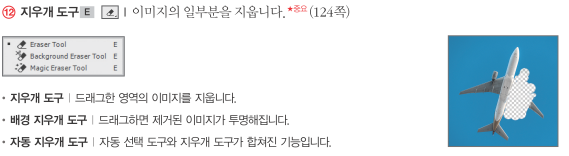 ⑫ 지우개 도구 E | 이미지의 일부분을 지웁니다. *중요 (124쪽)
Eraser Tool E
Background Eraser Tool E
Magic Eraser Tool E
• 지우개 도구 | 드래그한 영역의 이미지를 지웁니다.
• 배경 지우개 도구 | 드래그하면 제거된 이미지가 투명해집니다.
• 자동 지우개 도구 | 자동 선택 도구와 지우개 도구가 합쳐진 기능입니다.